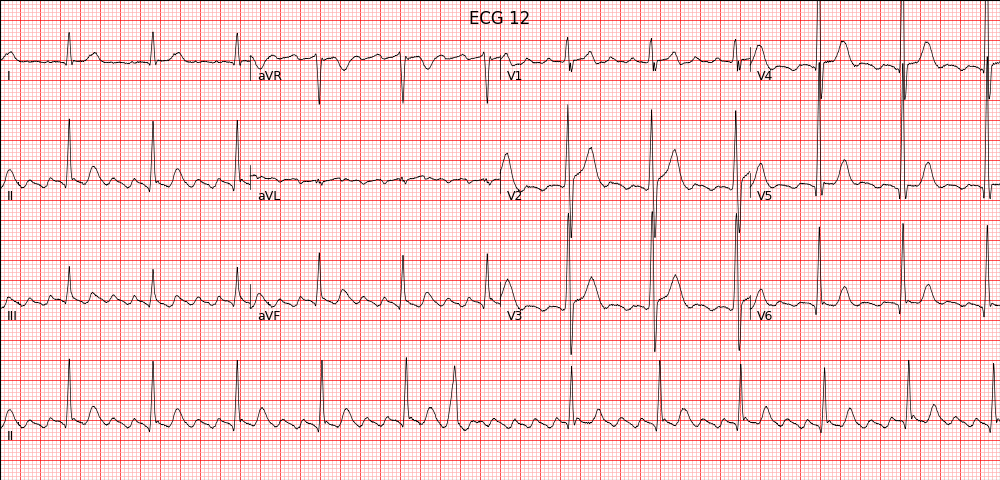 ECG 12
I aVR V1 V4
II aVL V2 V5
III aVF V3 V6
II